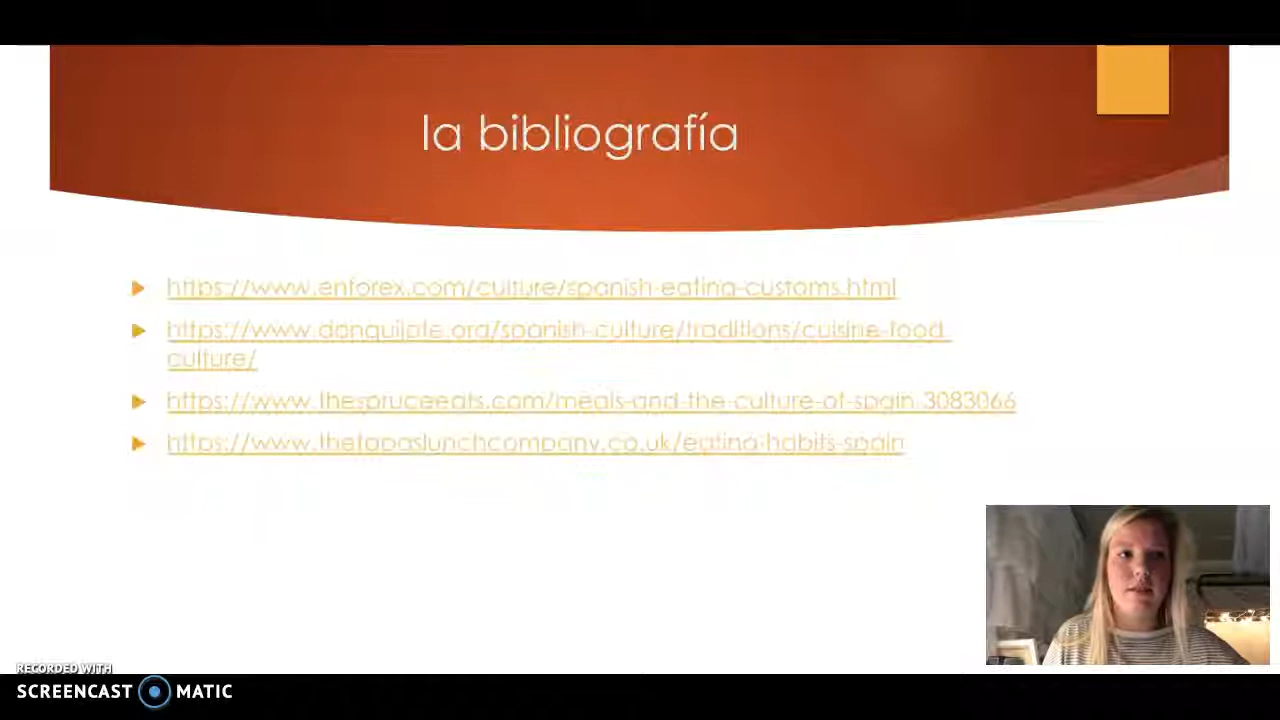 la bibliografía
https://www.enforex.com/culture/spanish-eating-customs.html
https://www.donquijote.org/spanish-culture/traditions/cuisine-food-
culture/
https://www.thespruceeats.com/meals-and-the-culture-of-spain-3083066
https://www.thetapaslunchcompany.co.uk/eating-habits-spain
RECORDED WITH
SCREENCAST MATIC